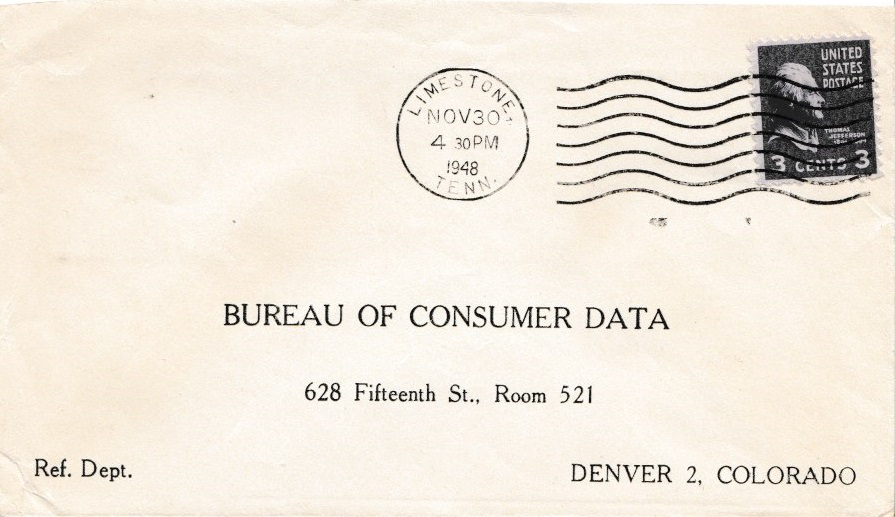 LIMESTONE,
NOV 30
4 30 PM
1948
TENN.
UNITED
STATES
POSTAGE
THOMAS
JEFFERSON
3 CENTS 3
BUREAU OF CONSUMER DATA
628 Fifteenth St., Room 521
Ref. Dept.
DENVER 2, COLORADO